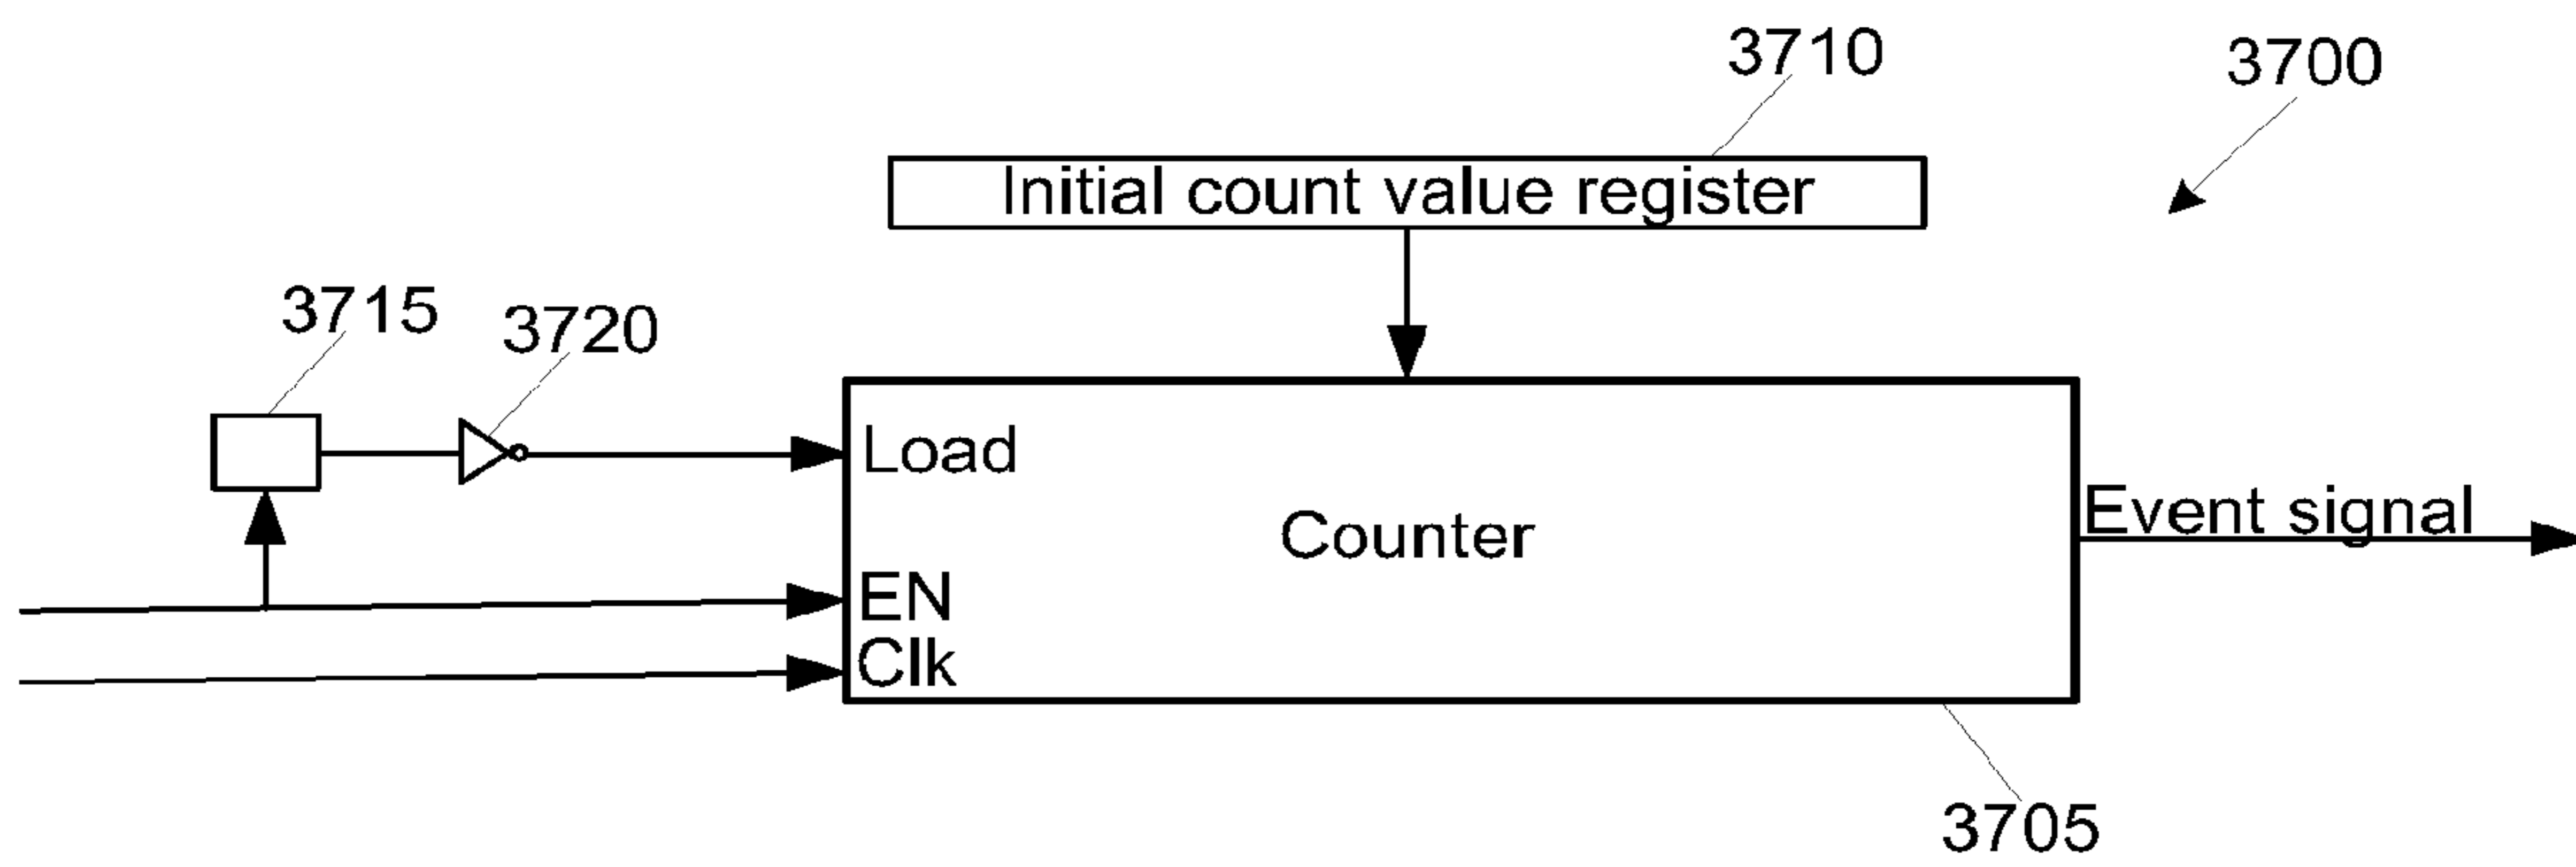 3710
3700
Initial count value register
3715
3720
Load
Counter
Event signal
EN
Clk
3705